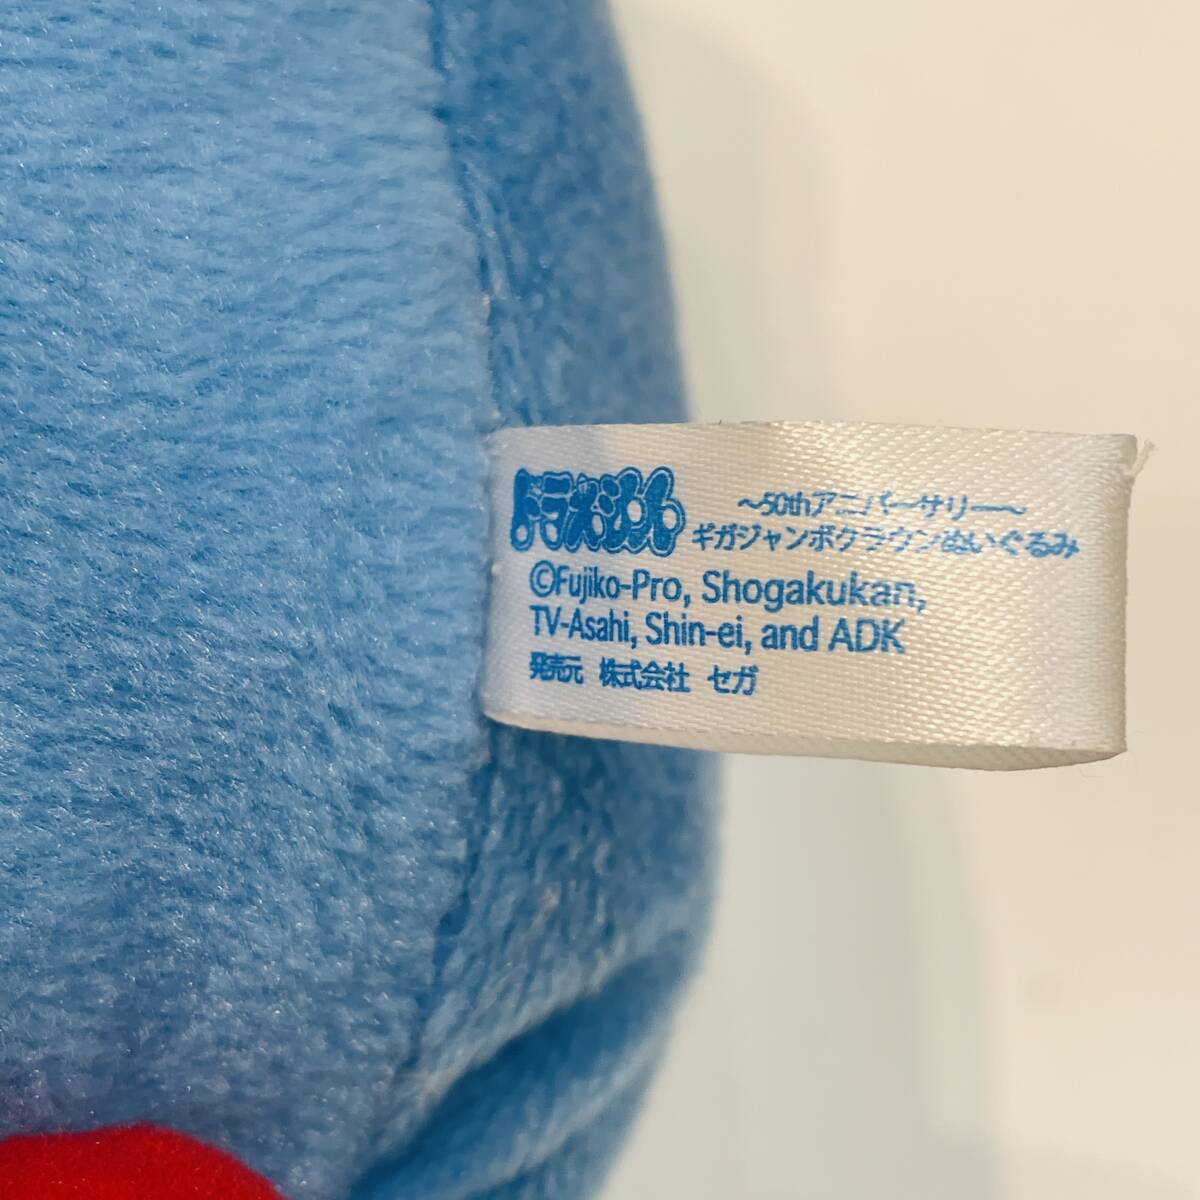 ドラえもん
～50thアニバーサリー～
ギガジャンボクラウンぬいぐるみ
©Fujiko-Pro, Shogakukan,
TV-Asahi, Shin-ei, and ADK
発売元 株式会社 セガ